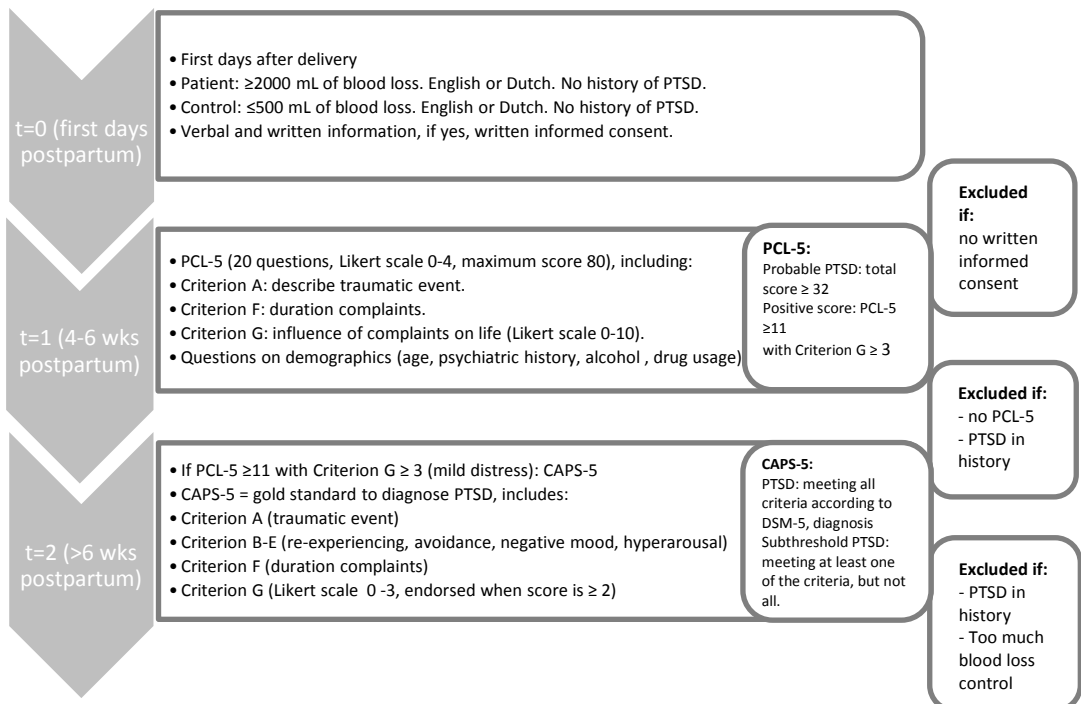 t=0 (first days
postpartum)
• First days after delivery
• Patient: ≥2000 mL of blood loss. English or Dutch. No history of PTSD.
• Control: ≤500 mL of blood loss. English or Dutch. No history of PTSD.
• Verbal and written information, if yes, written informed consent.
Excluded
if:
no written
informed
consent
t=1 (4-6 wks
postpartum)
• PCL-5 (20 questions, Likert scale 0-4, maximum score 80), including:
• Criterion A: describe traumatic event.
• Criterion F: duration complaints.
• Criterion G: influence of complaints on life (Likert scale 0-10).
• Questions on demographics (age, psychiatric history, alcohol , drug usage)
PCL-5:
Probable PTSD: total
score ≥ 32
Positive score: PCL-5
≥11
with Criterion G ≥ 3
Excluded if:
- no PCL-5
- PTSD in
history
t=2 (>6 wks
postpartum)
• If PCL-5 ≥11 with Criterion G ≥ 3 (mild distress): CAPS-5
• CAPS-5 = gold standard to diagnose PTSD, includes:
• Criterion A (traumatic event)
• Criterion B-E (re-experiencing, avoidance, negative mood, hyperarousal)
• Criterion F (duration complaints)
• Criterion G (Likert scale 0 -3, endorsed when score is ≥ 2)
CAPS-5:
PTSD: meeting all
criteria according to
DSM-5, diagnosis
Subthreshold PTSD:
meeting at least one
of the criteria, but not
all.
Excluded if:
- PTSD in
history
- Too much
blood loss
control